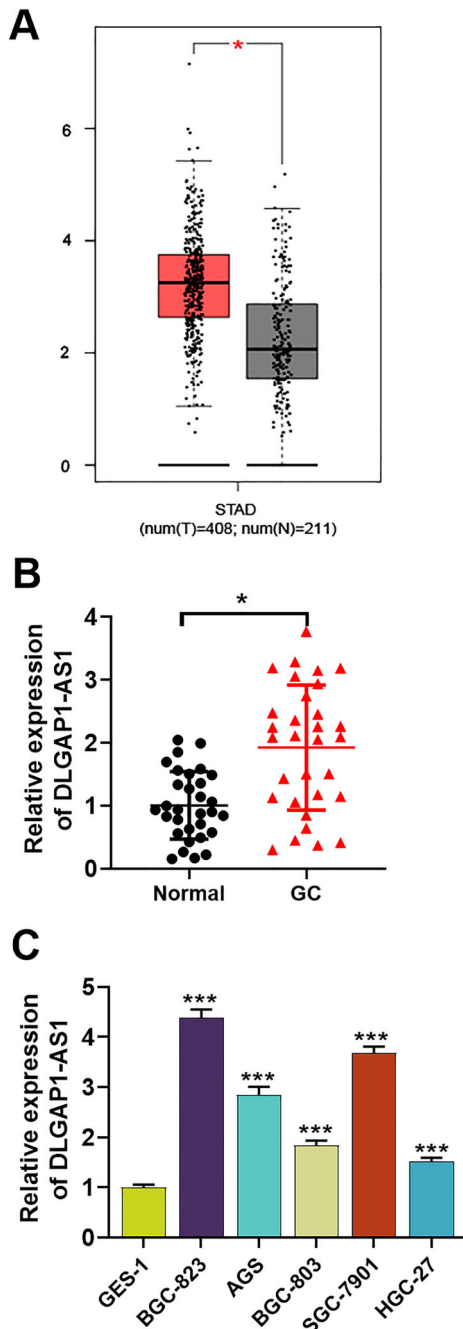 A
*
6
4
2
0
STAD
(num(T)=408; num(N)=211)
B
*
Relative expression
of DLGAP1-AS1
4
3
2
1
0
Normal GC
C
Relative expression
of DLGAP1-AS1
5
4
3
2
1
0
***
***
***
***
***
GES-1
BGC-823
AGS
BGC-803
SGC-7901
HGC-27